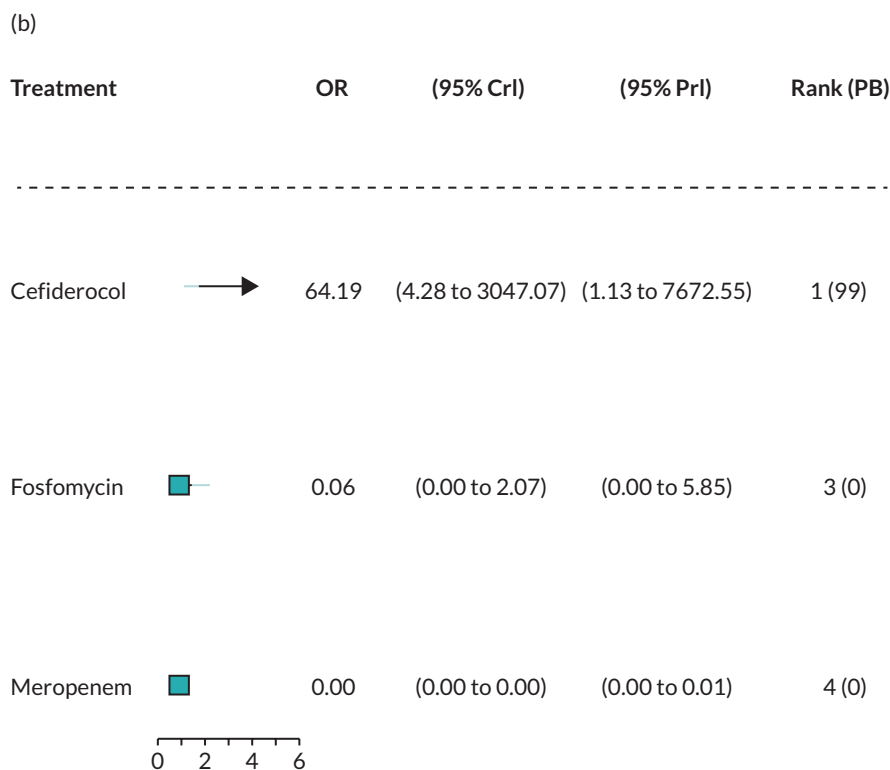 (b)
Treatment OR (95% CrI) (95% PrI) Rank (PB)
Cefiderocol 64.19 (4.28 to 3047.07) (1.13 to 7672.55) 1 (99)
Fosfomycin 0.06 (0.00 to 2.07) (0.00 to 5.85) 3 (0)
Meropenem 0.00 (0.00 to 0.00) (0.00 to 0.01) 4 (0)
0 2 4 6